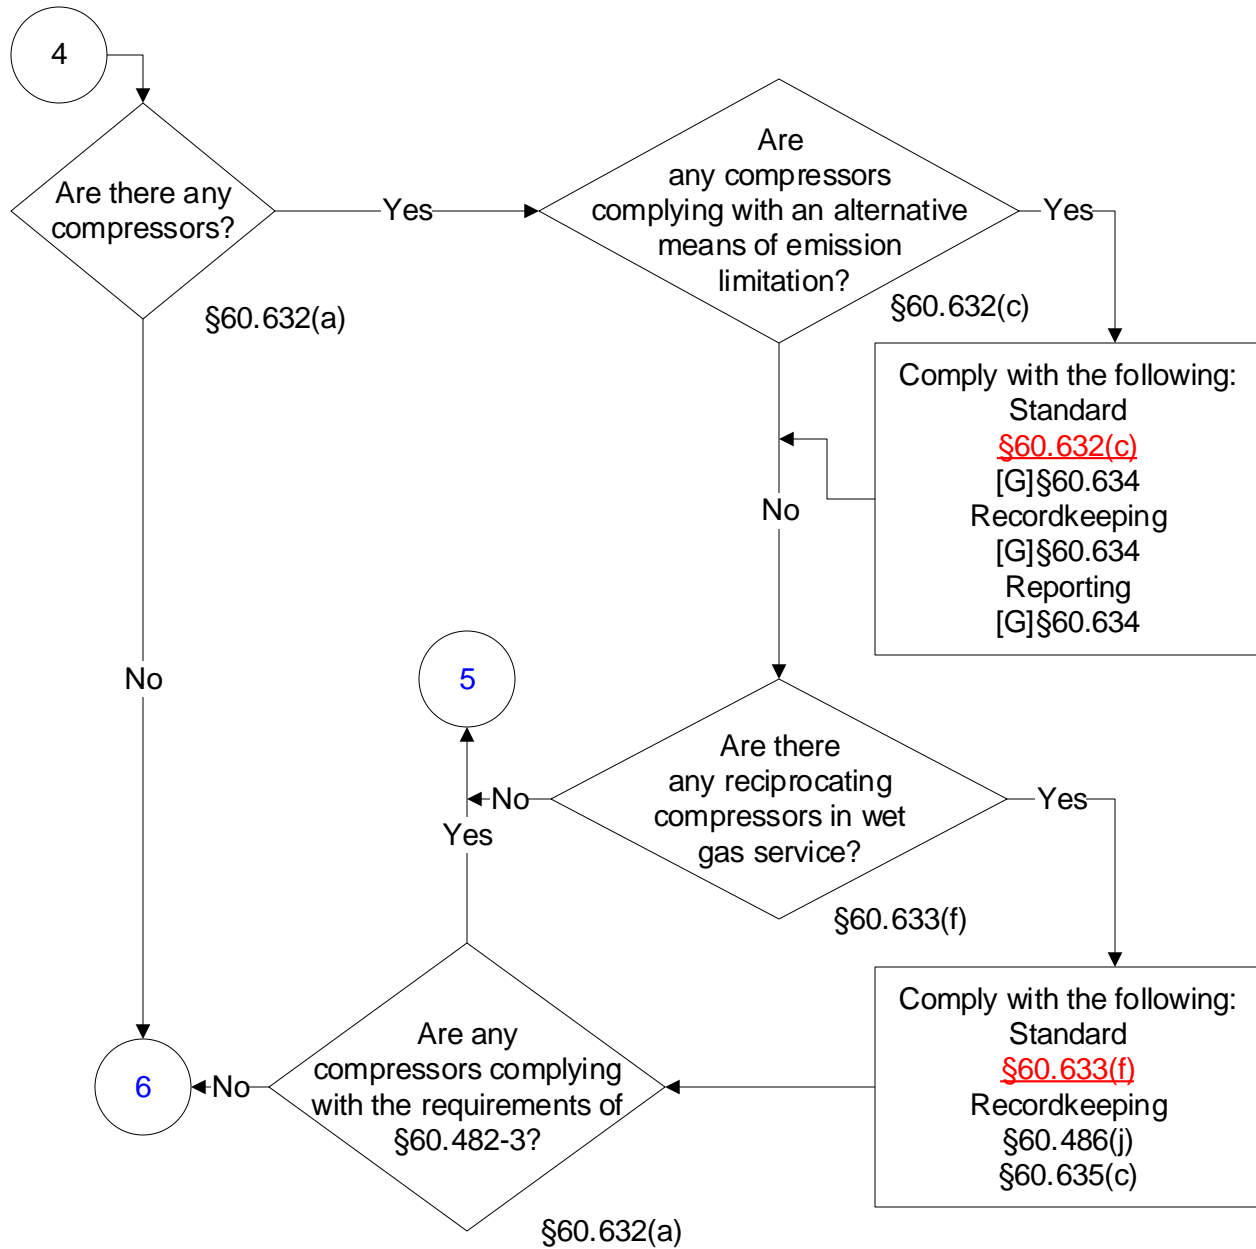 4
Are there any
compressors?
Yes
§60.632(a)
Are
any compressors
complying with an alternative
means of emission
limitation?
Yes
§60.632(c)
Comply with the following:
Standard
§60.632(c)
[G]§60.634
Recordkeeping
[G]§60.634
Reporting
[G]§60.634
No
No
5
Are there
any reciprocating
compressors in wet
gas service?
No
Yes
Yes
§60.633(f)
Comply with the following:
Standard
§60.633(f)
Recordkeeping
§60.486(j)
§60.635(c)
Are any
compressors complying
with the requirements of
§60.482-3?
No
6
§60.632(a)